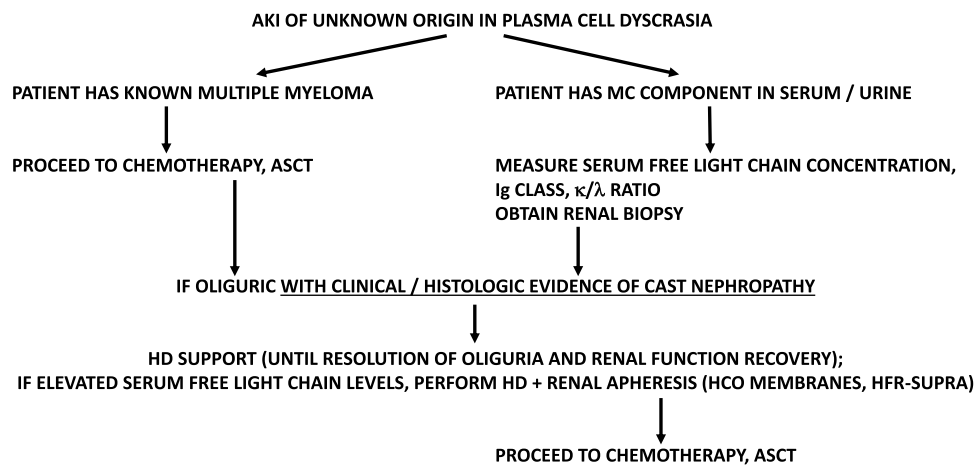 AKI OF UNKNOWN ORIGIN IN PLASMA CELL DYSCRASIA
PATIENT HAS KNOWN MULTIPLE MYELOMA
PATIENT HAS MC COMPONENT IN SERUM / URINE
PROCEED TO CHEMOTHERAPY, ASCT
MEASURE SERUM FREE LIGHT CHAIN CONCENTRATION,
Ig CLASS, κ/λ RATIO
OBTAIN RENAL BIOPSY
IF OLIGURIC WITH CLINICAL / HISTOLOGIC EVIDENCE OF CAST NEPHROPATHY
HD SUPPORT (UNTIL RESOLUTION OF OLIGURIA AND RENAL FUNCTION RECOVERY);
IF ELEVATED SERUM FREE LIGHT CHAIN LEVELS, PERFORM HD + RENAL APHERESIS (HCO MEMBRANES, HFR-SUPRA)
PROCEED TO CHEMOTHERAPY, ASCT